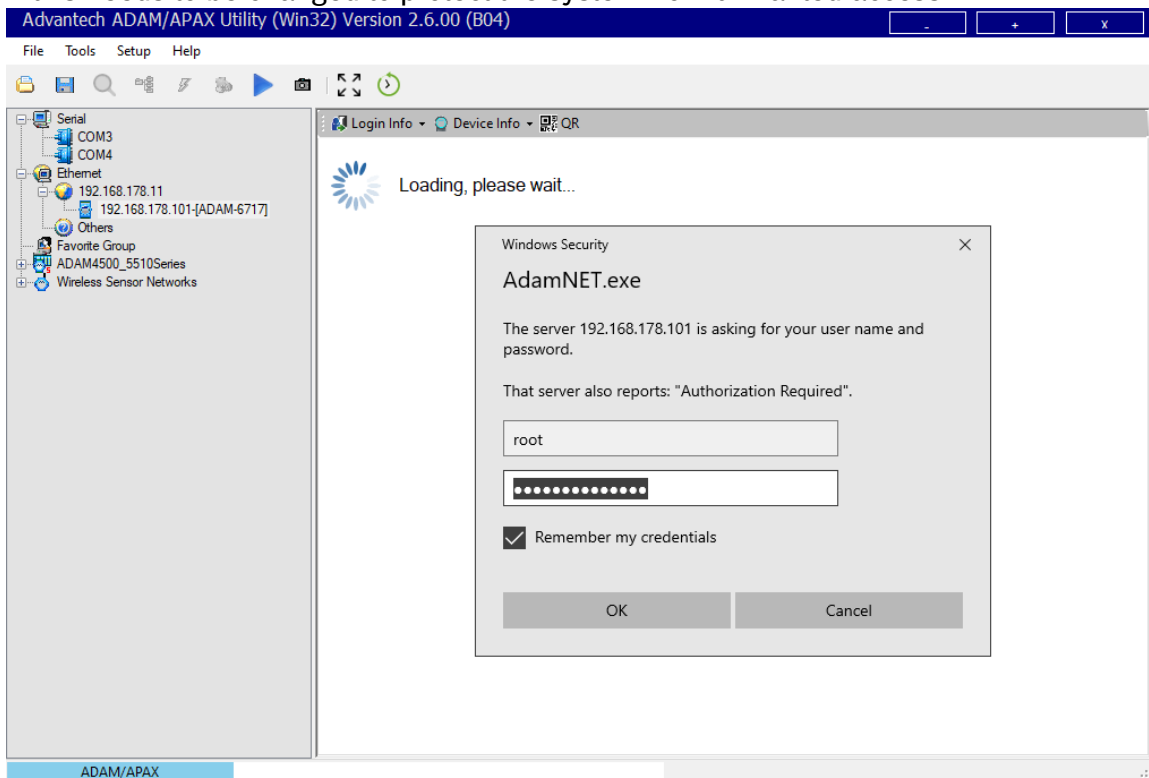 Advantech ADAM/APAX Utility (Win32) Version 2.6.00 (B04)
- + x
File Tools Setup Help
Serial
COM3
COM4
Ethernet
192.168.178.11
192.168.178.101-[ADAM-6717]
Others
Favorite Group
ADAM4500_5510Series
Wireless Sensor Networks
Login Info Device Info QR
Loading, please wait...
Windows Security
AdamNET.exe
The server 192.168.178.101 is asking for your user name and
password.
That server also reports: "Authorization Required".
root
Remember my credentials
OK Cancel
ADAM/APAX